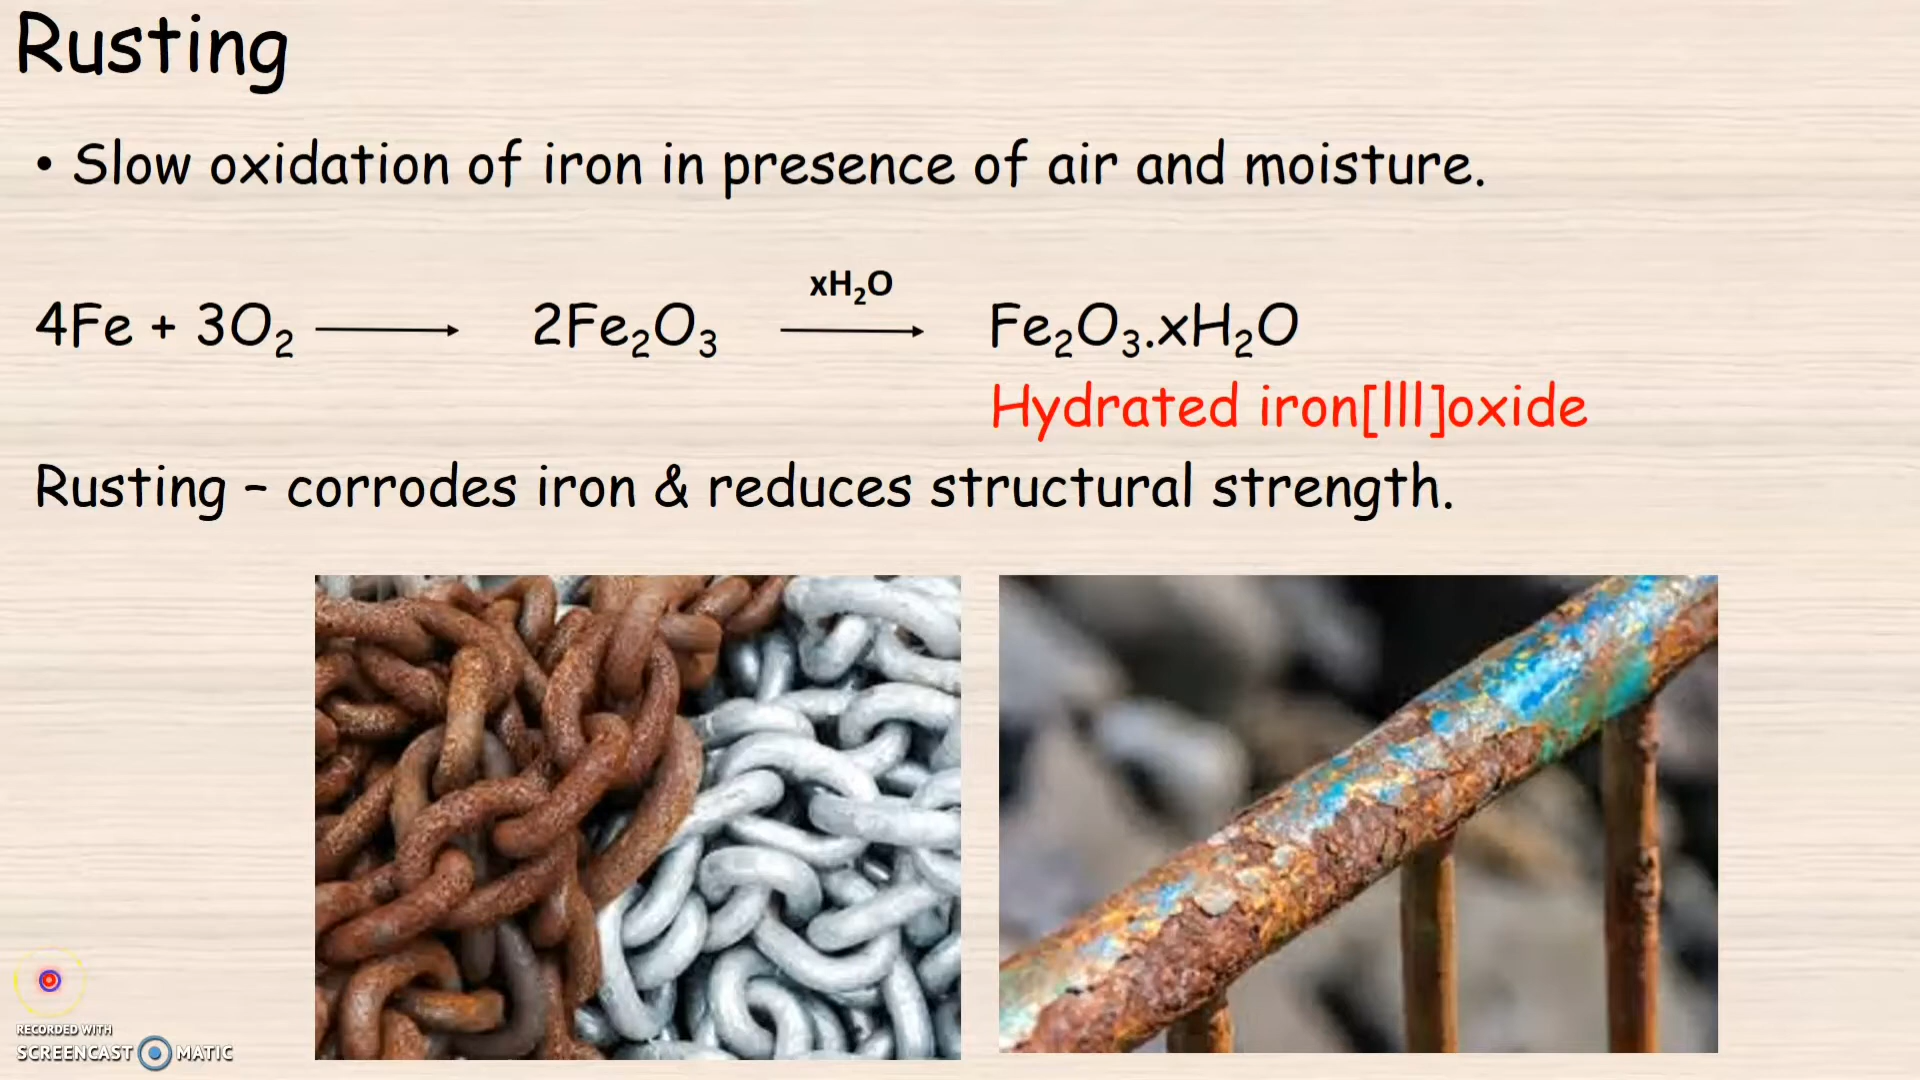 Rusting
• Slow oxidation of iron in presence of air and moisture.
xH₂O
4Fe + 3O₂ ⟶ 2Fe₂O₃ ⟶ Fe₂O₃.xH₂O
Hydrated iron[lll]oxide
Rusting – corrodes iron & reduces structural strength.
RECORDED WITH
SCREENCAST MATIC